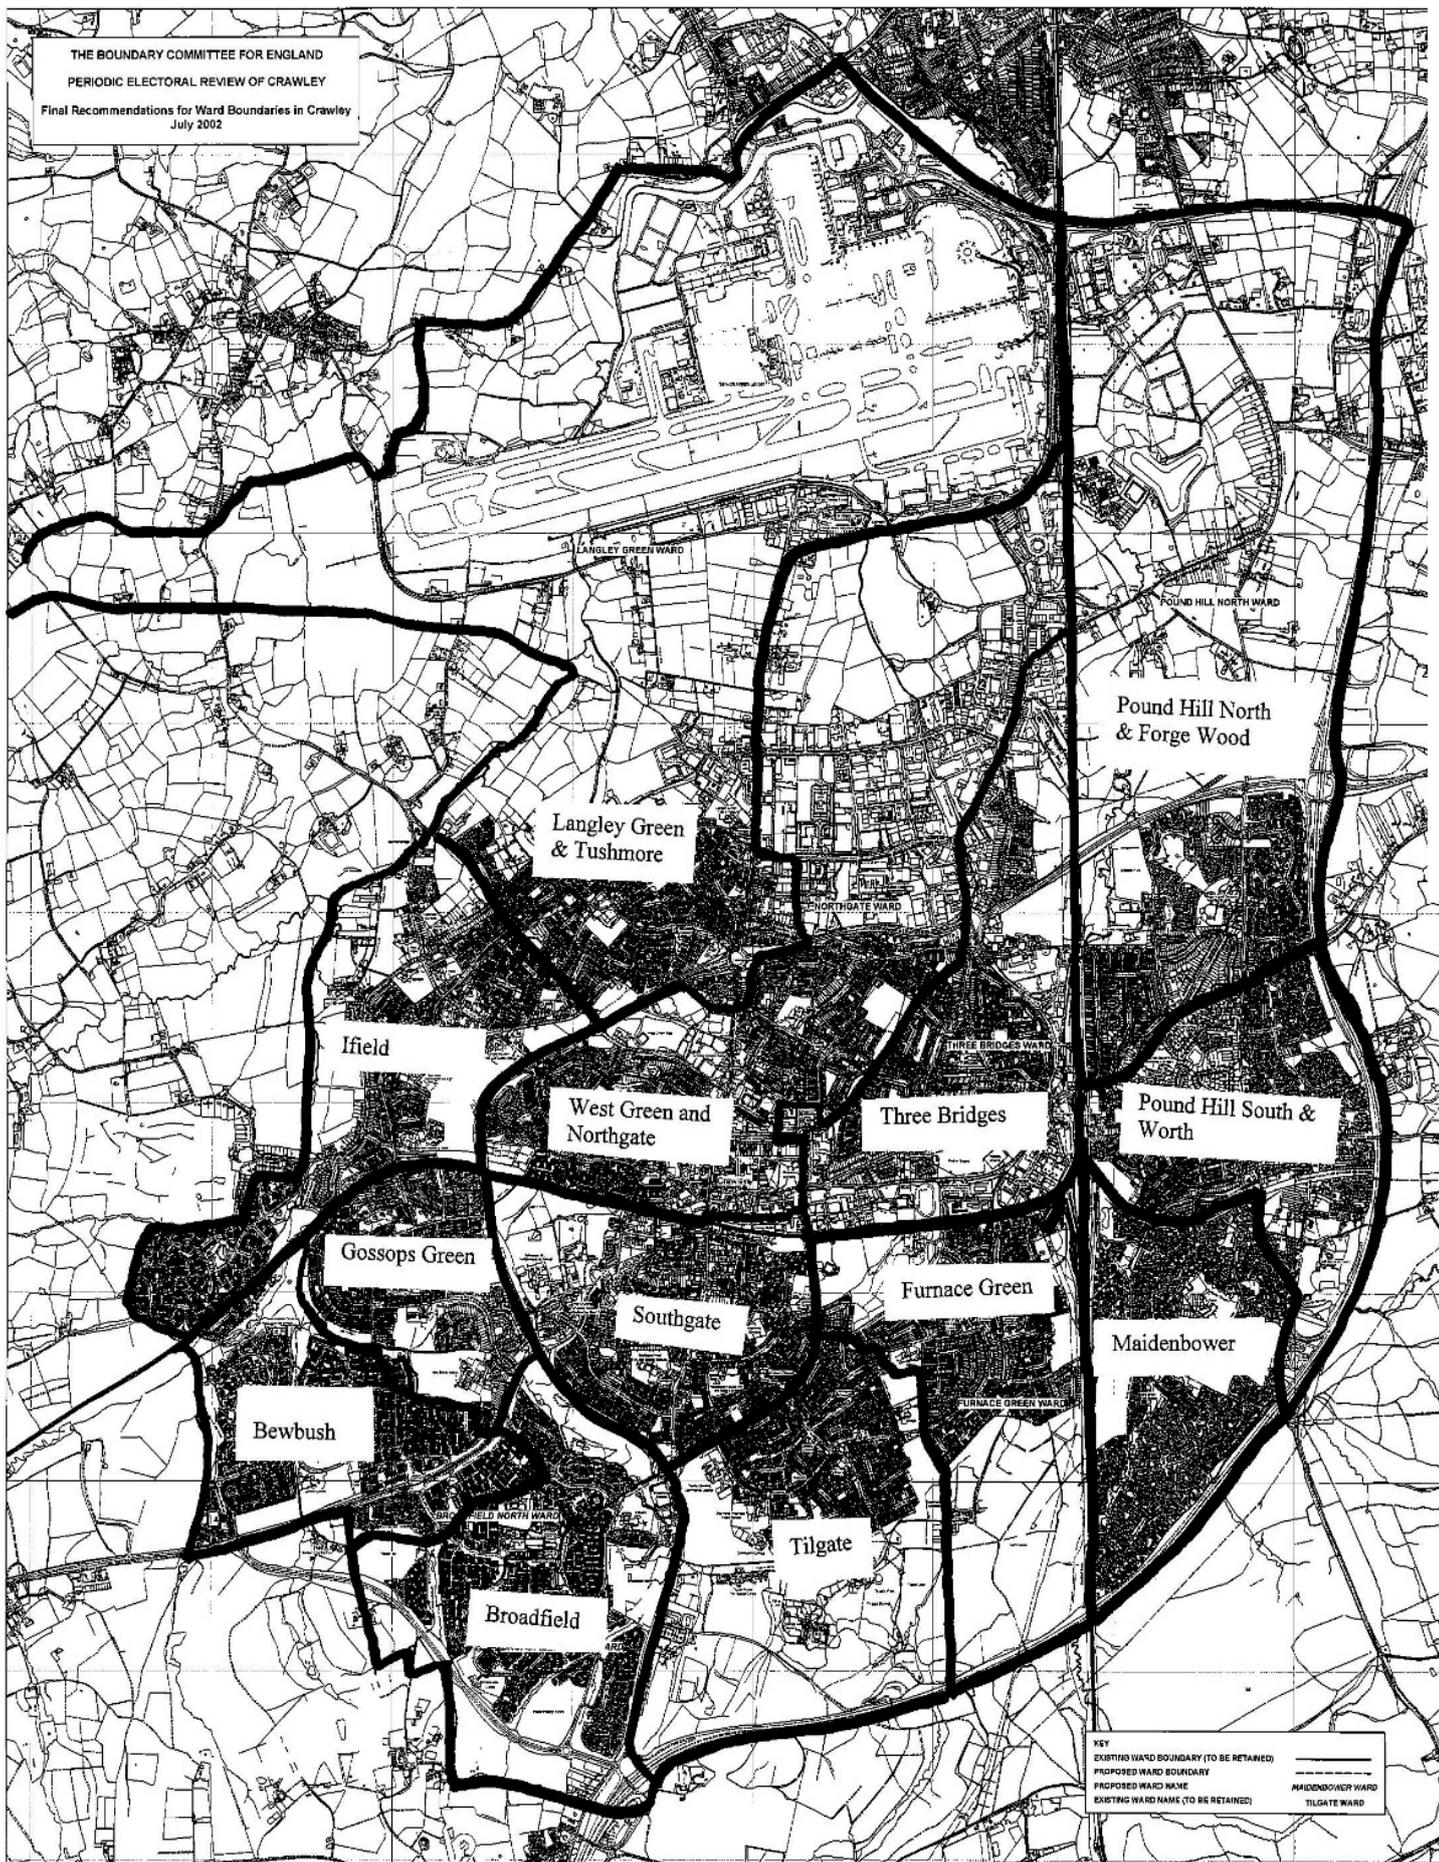 THE BOUNDARY COMMITTEE FOR ENGLAND
PERIODIC ELECTORAL REVIEW OF CRAWLEY
Final Recommendations for Ward Boundaries in Crawley
July 2002
LANGLEY GREEN WARD
POUND HILL NORTH WARD
Pound Hill North
& Forge Wood
Langley Green
& Tushmore
NORTHGATE WARD
Ifield
THREE BRIDGES WARD
West Green and
Northgate
Three Bridges
Pound Hill South &
Worth
Gossops Green
Furnace Green
Southgate
Maidenbower
FURNACE GREEN WARD
Bewbush
BROADFIELD NORTH WARD
Tilgate
Broadfield
KEY
EXISTING WARD BOUNDARY (TO BE RETAINED)
PROPOSED WARD BOUNDARY
PROPOSED WARD NAME MAIDENBOWER WARD
EXISTING WARD NAME (TO BE RETAINED) TILGATE WARD